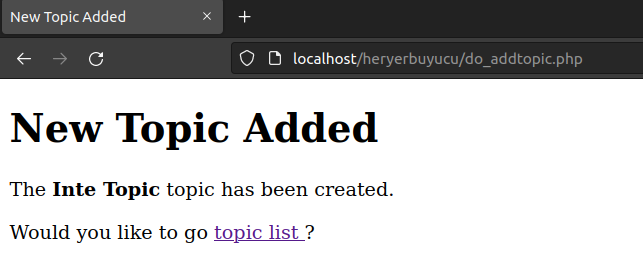 New Topic Added
localhost/heryerbuyucu/do_addtopic.php
New Topic Added
The Inte Topic topic has been created.
Would you like to go topic list ?